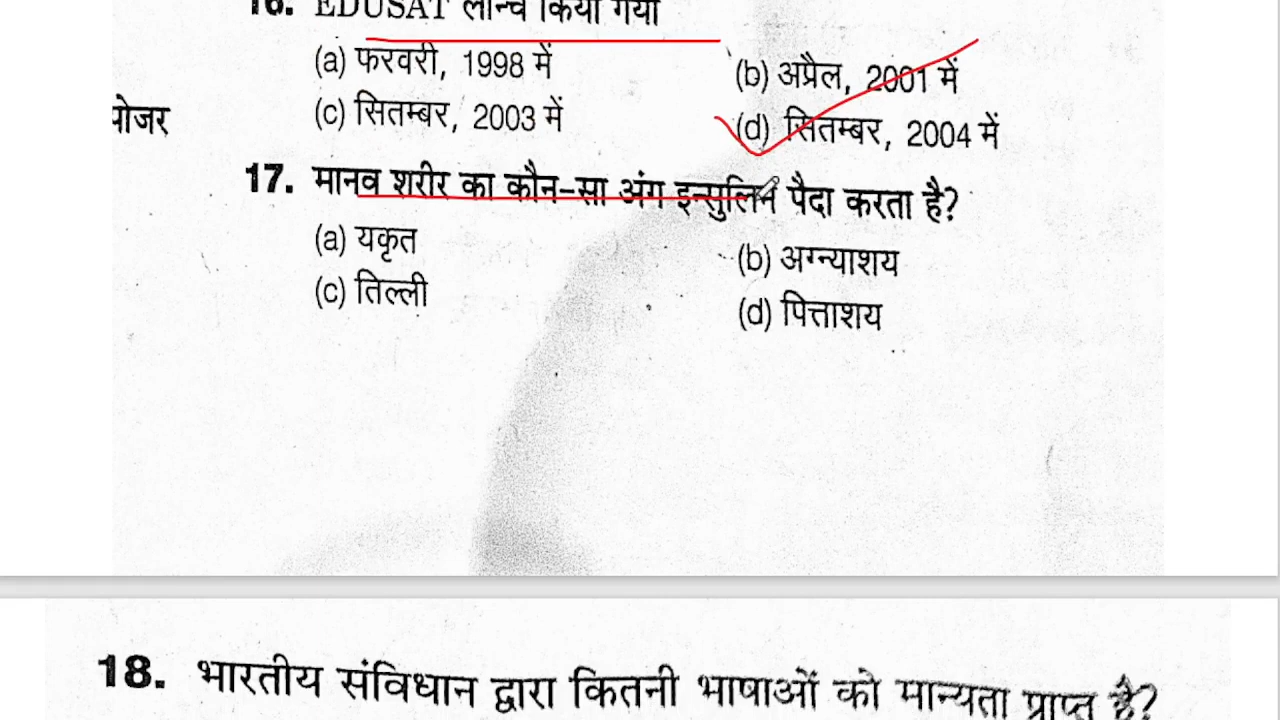 16. EDUSAT लॉन्च किया गया
(a) फरवरी, 1998 में
(b) अप्रैल, 2001 में
(c) सितम्बर, 2003 में
(d) सितम्बर, 2004 में
17. मानव शरीर का कौन-सा अंग इन्सुलिन पैदा करता है?
(a) यकृत
(b) अग्न्याशय
(c) तिल्ली
(d) पित्ताशय
18. भारतीय संविधान द्वारा कितनी भाषाओं को मान्यता प्राप्त है?